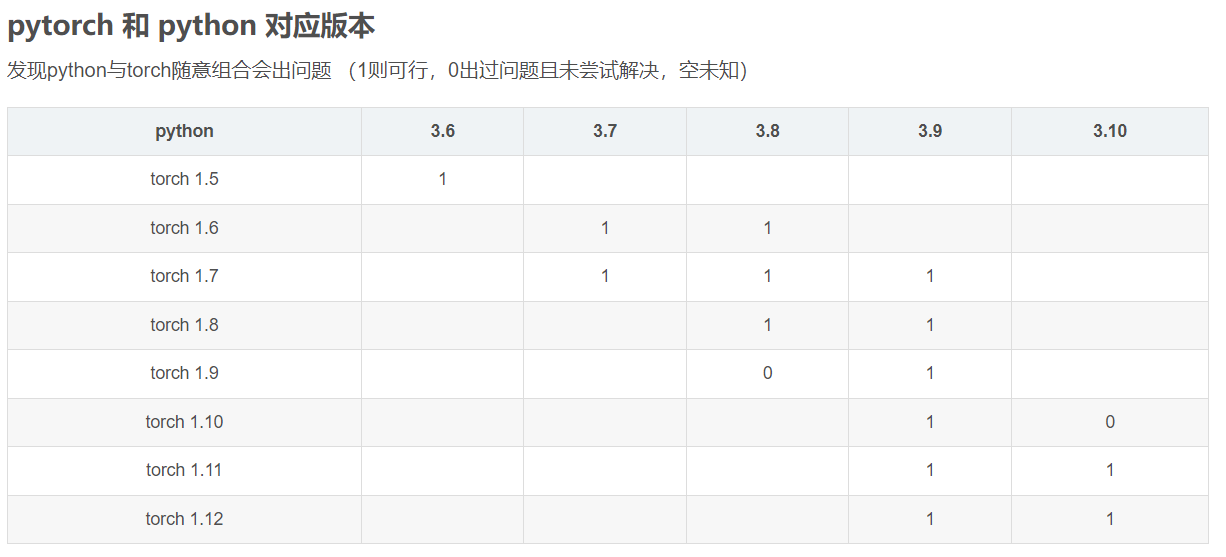 pytorch 和 python 对应版本
发现python与torch随意组合会出问题 （1则可行，0出过问题且未尝试解决，空未知）
python 3.6 3.7 3.8 3.9 3.10
torch 1.5 1
torch 1.6 1 1
torch 1.7 1 1 1
torch 1.8 1 1
torch 1.9 0 1
torch 1.10 1 0
torch 1.11 1 1
torch 1.12 1 1